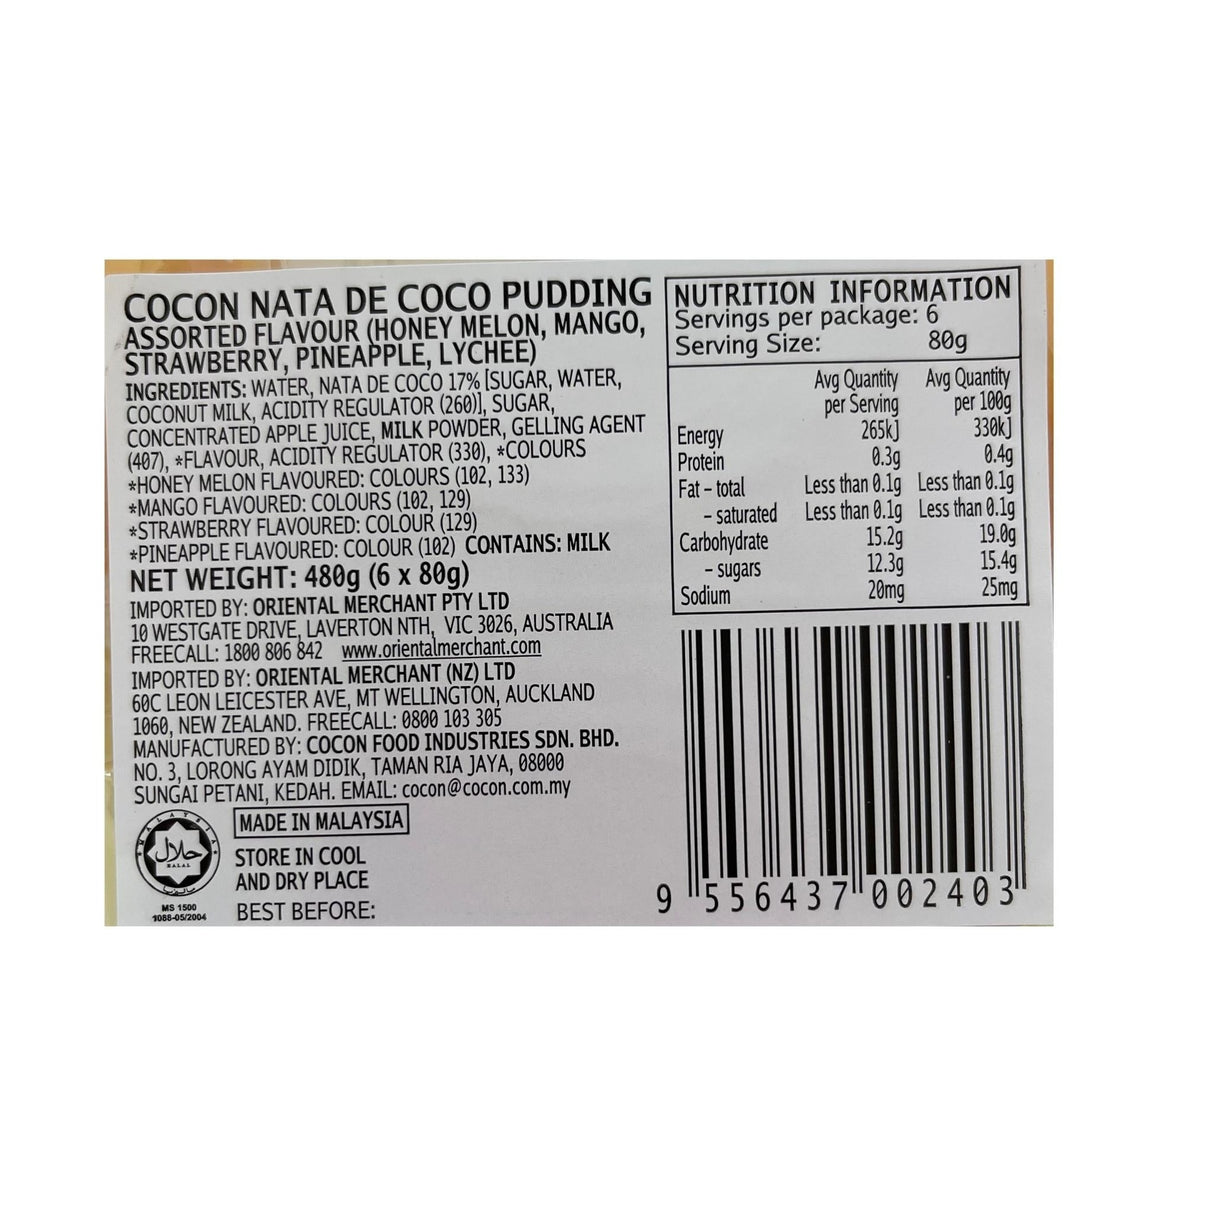 COCON NATA DE COCO PUDDING
ASSORTED FLAVOUR (HONEY MELON, MANGO,
STRAWBERRY, PINEAPPLE, LYCHEE)
INGREDIENTS: WATER, NATA DE COCO 17% [SUGAR, WATER,
COCONUT MILK, ACIDITY REGULATOR (260)], SUGAR,
CONCENTRATED APPLE JUICE, MILK POWDER, GELLING AGENT
(407), *FLAVOUR, ACIDITY REGULATOR (330), *COLOURS
*HONEY MELON FLAVOURED: COLOURS (102, 133)
*MANGO FLAVOURED: COLOURS (102, 129)
*STRAWBERRY FLAVOURED: COLOUR (129)
*PINEAPPLE FLAVOURED: COLOUR (102) CONTAINS: MILK
NET WEIGHT: 480g (6 x 80g)
IMPORTED BY: ORIENTAL MERCHANT PTY LTD
10 WESTGATE DRIVE, LAVERTON NTH, VIC 3026, AUSTRALIA
FREECALL: 1800 806 842 www.orientalmerchant.com
IMPORTED BY: ORIENTAL MERCHANT (NZ) LTD
60C LEON LEICESTER AVE, MT WELLINGTON, AUCKLAND
1060, NEW ZEALAND. FREECALL: 0800 103 305
MANUFACTURED BY: COCON FOOD INDUSTRIES SDN. BHD.
NO. 3, LORONG AYAM DIDIK, TAMAN RIA JAYA, 08000
SUNGAI PETANI, KEDAH. EMAIL: cocon@cocon.com.my
MADE IN MALAYSIA
STORE IN COOL
AND DRY PLACE
BEST BEFORE:
MALAYSIA
حلال
HALAL
ماليزيا
MS 1500
1088-05/2004
NUTRITION INFORMATION
Servings per package: 6
Serving Size: 80g
Avg Quantity Avg Quantity
per Serving per 100g
Energy 265kJ 330kJ
Protein 0.3g 0.4g
Fat – total Less than 0.1g Less than 0.1g
– saturated Less than 0.1g Less than 0.1g
Carbohydrate 15.2g 19.0g
– sugars 12.3g 15.4g
Sodium 20mg 25mg
9 556437 002403